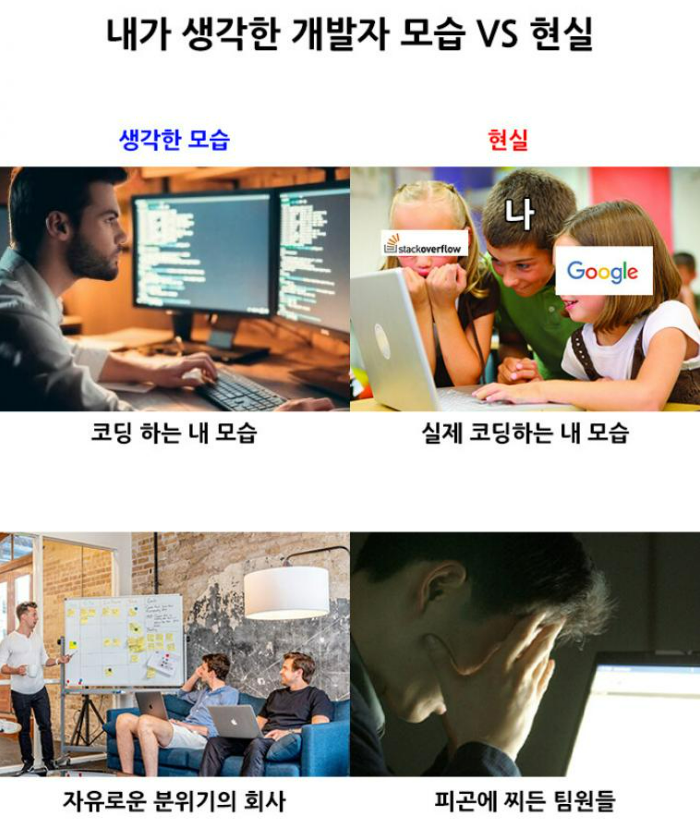 내가 생각한 개발자 모습 VS 현실
생각한 모습
현실
stackoverflow
나
Google
코딩 하는 내 모습
실제 코딩하는 내 모습
자유로운 분위기의 회사
피곤에 찌든 팀원들